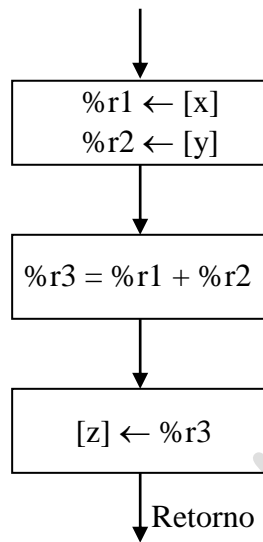 %r1 ← [x]
%r2 ← [y]
%r3 = %r1 + %r2
[z] ← %r3
Retorno